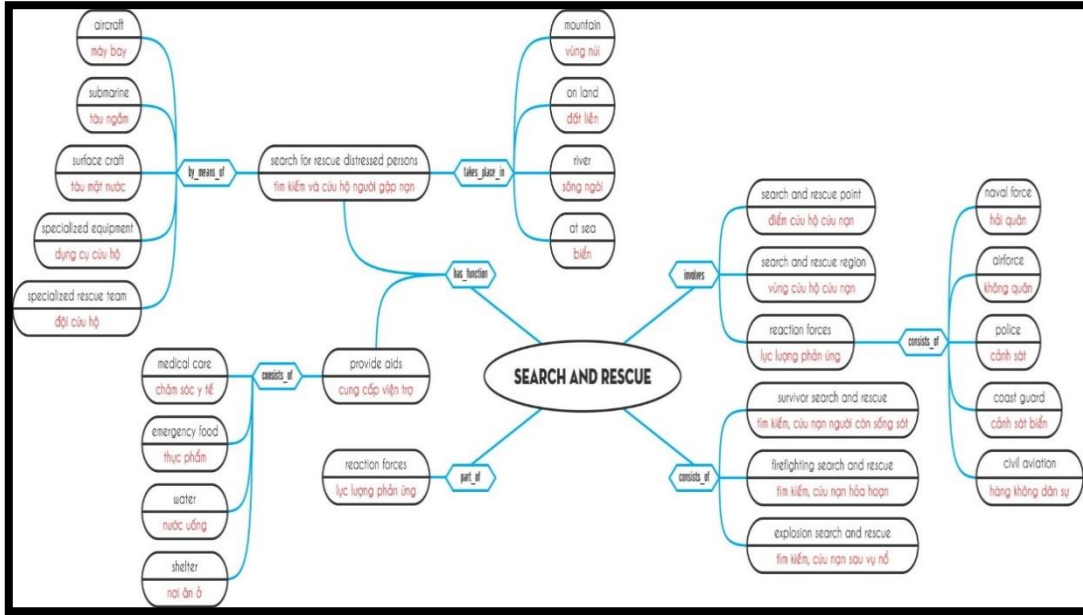 aircraft
máy bay
submarine
tàu ngầm
surface craft
tàu mặt nước
specialized equipment
dụng cụ cứu hộ
specialized rescue team
đội cứu hộ
by_means_of
search for rescue distressed persons
tìm kiếm và cứu hộ người gặp nạn
takes_place_in
mountain
vùng núi
on land
đất liền
river
sông ngòi
at sea
biển
has_function
medical care
chăm sóc y tế
emergency food
thực phẩm
water
nước uống
shelter
nơi ăn ở
consists_of
provide aids
cung cấp viện trợ
reaction forces
lực lượng phản ứng
part_of
SEARCH AND RESCUE
involves
search and rescue point
điểm cứu hộ cứu nạn
search and rescue region
vùng cứu hộ cứu nạn
reaction forces
lực lượng phản ứng
consists_of
naval force
hải quân
airforce
không quân
police
cảnh sát
coast guard
cảnh sát biển
civil aviation
hàng không dân sự
consists_of
survivor search and rescue
tìm kiếm, cứu nạn người còn sống sót
firefighting search and rescue
tìm kiếm, cứu nạn hỏa hoạn
explosion search and rescue
tìm kiếm, cứu nạn sau vụ nổ